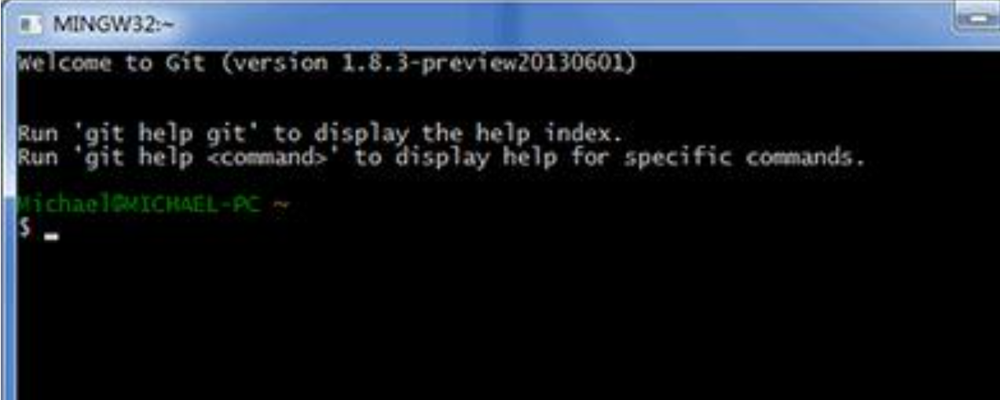 MINGW32:~
Welcome to Git (version 1.8.3-preview20130601)
Run 'git help git' to display the help index.
Run 'git help <command>' to display help for specific commands.
Michael@MICHAEL-PC ~
$